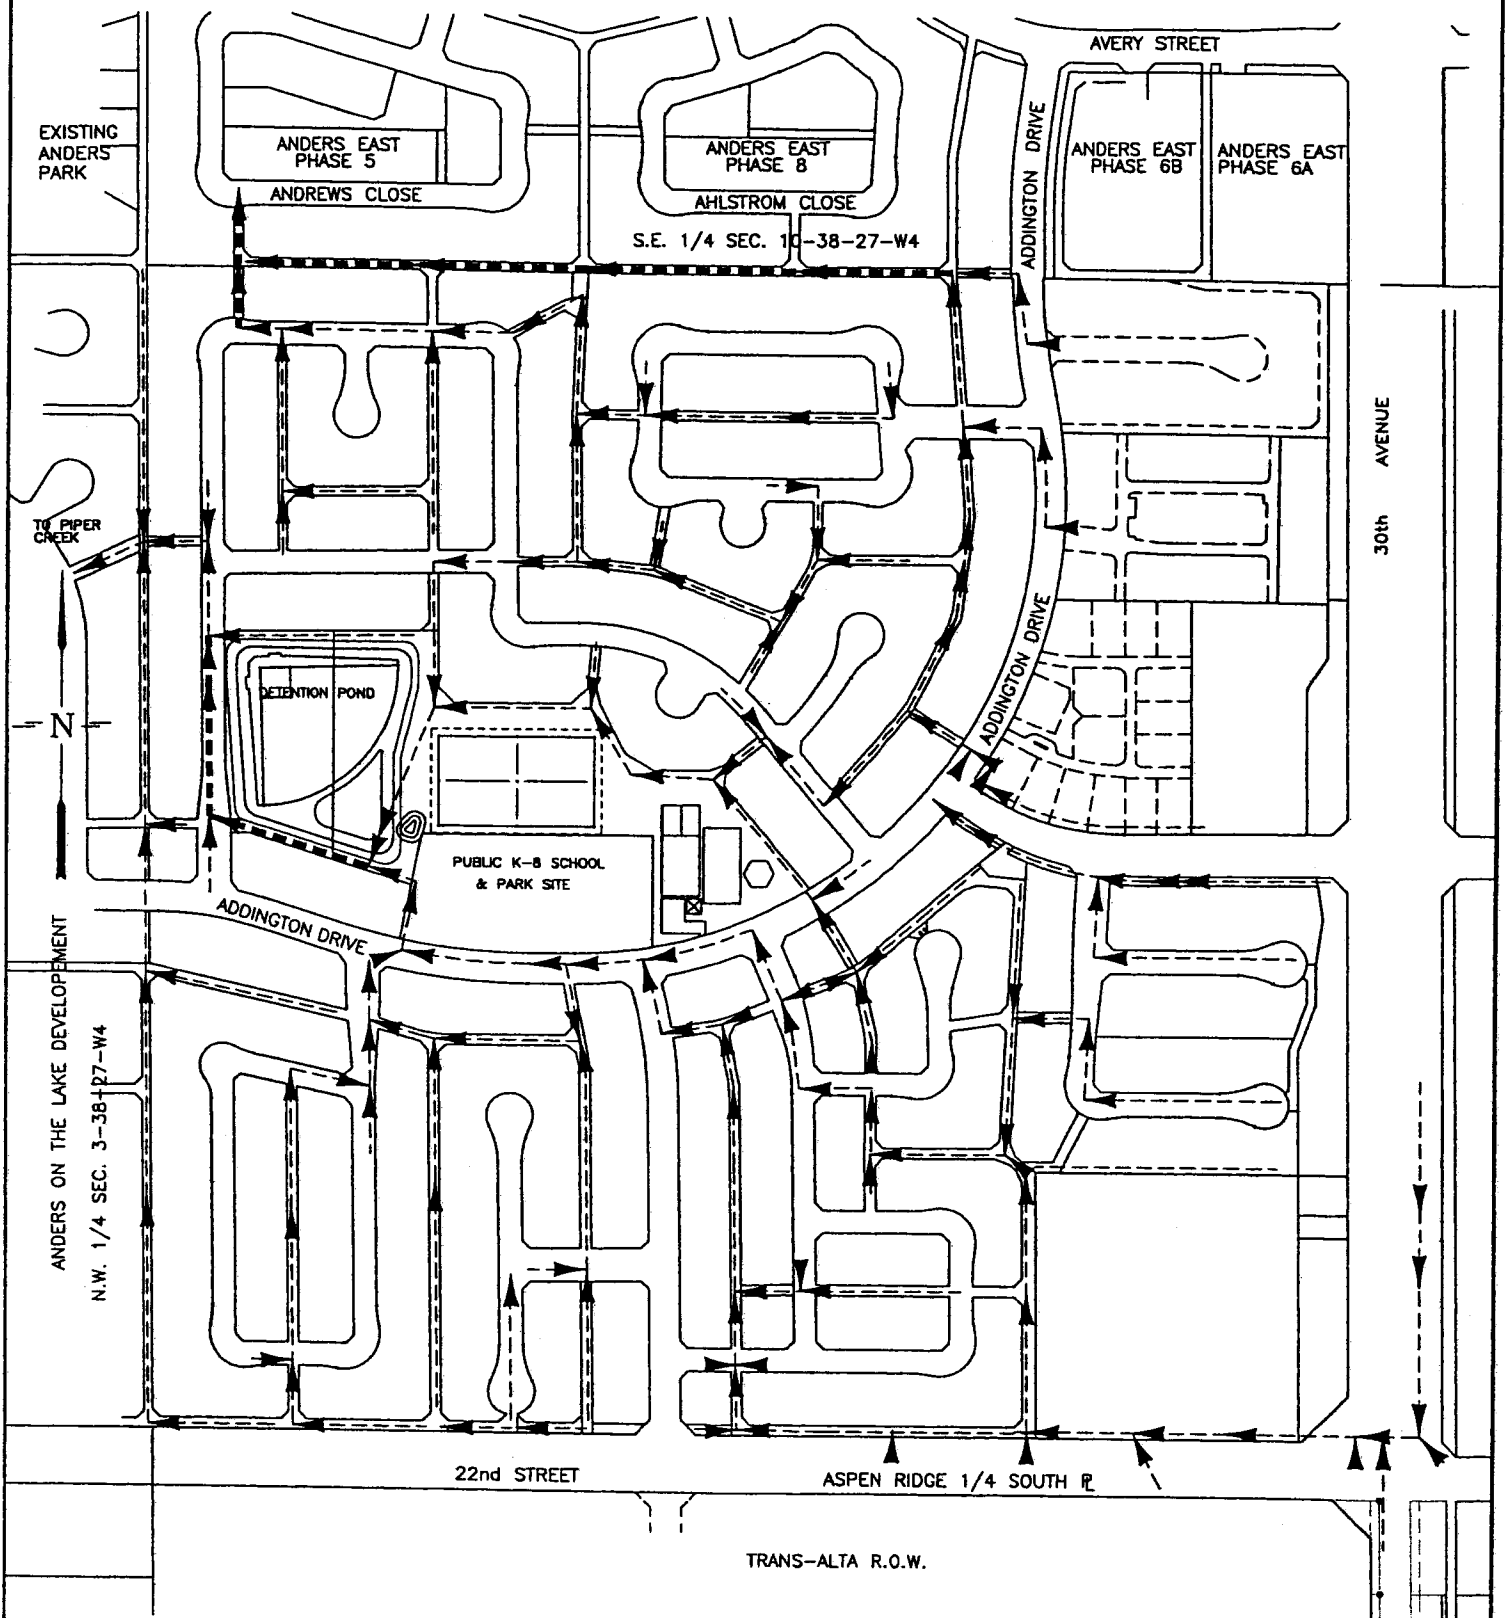 AVERY STREET
EXISTING
ANDERS
PARK
ANDERS EAST
PHASE 5
ANDREWS CLOSE
ANDERS EAST
PHASE 8
AHLSTROM CLOSE
S.E. 1/4 SEC. 10-38-27-W4
ADDINGTON DRIVE
ANDERS EAST
PHASE 6B
ANDERS EAST
PHASE 6A
30th AVENUE
TO PIPER
CREEK
N
DETENTION POND
ADDINGTON DRIVE
PUBLIC K-8 SCHOOL
& PARK SITE
ADDINGTON DRIVE
ANDERS ON THE LAKE DEVELOPEMENT
N.W. 1/4 SEC. 3-38-27-W4
22nd STREET
ASPEN RIDGE 1/4 SOUTH PL
TRANS-ALTA R.O.W.